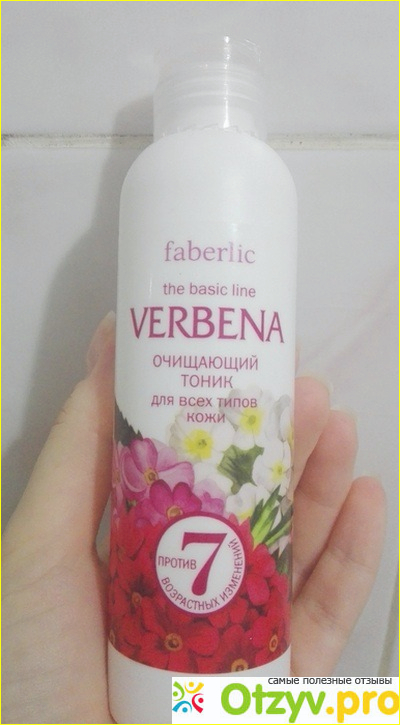 faberlic
the basic line
VERBENA
ОЧИЩАЮЩИЙ
ТОНИК
для всех типов
кожи
ПРОТИВ
7
ВОЗРАСТНЫХ ИЗМЕНЕНИЙ
самые полезные отзывы
Otzyv.pro